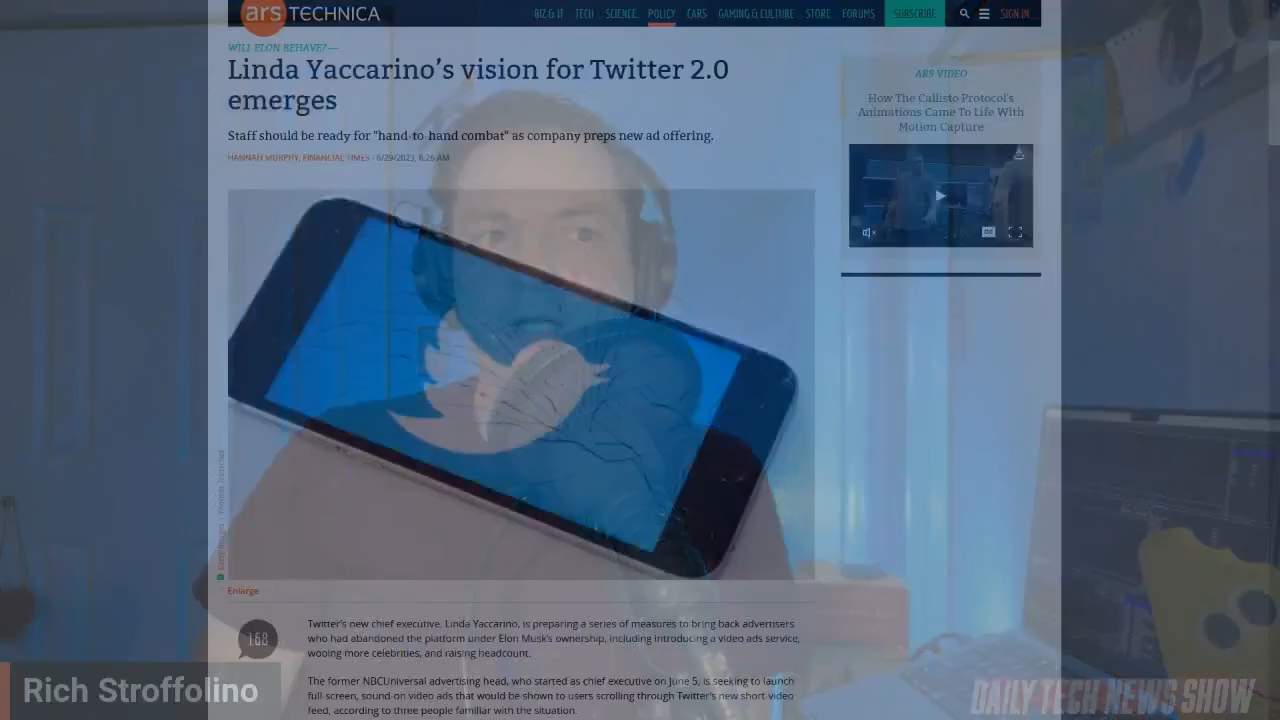 ars TECHNICA
BIZ & IT TECH SCIENCE POLICY CARS GAMING & CULTURE STORE FORUMS SUBSCRIBE SIGN IN
WILL ELON BEHAVE? —
Linda Yaccarino's vision for Twitter 2.0
emerges
Staff should be ready for "hand-to-hand combat" as company preps new ad offering.
HANNAH MURPHY, FINANCIAL TIMES - 6/29/2023, 6:26 AM
ARS VIDEO
How The Callisto Protocol's
Animations Came To Life With
Motion Capture
Enlarge
168
Twitter's new chief executive, Linda Yaccarino, is preparing a series of measures to bring back advertisers
who had abandoned the platform under Elon Musk's ownership, including introducing a video ads service,
wooing more celebrities, and raising headcount.
The former NBCUniversal advertising head, who started as chief executive on June 5, is seeking to launch
full-screen, sound-on video ads that would be shown to users scrolling through Twitter's new short-video
feed, according to three people familiar with the situation.
Rich Stroffolino
DAILY TECH NEWS SHOW